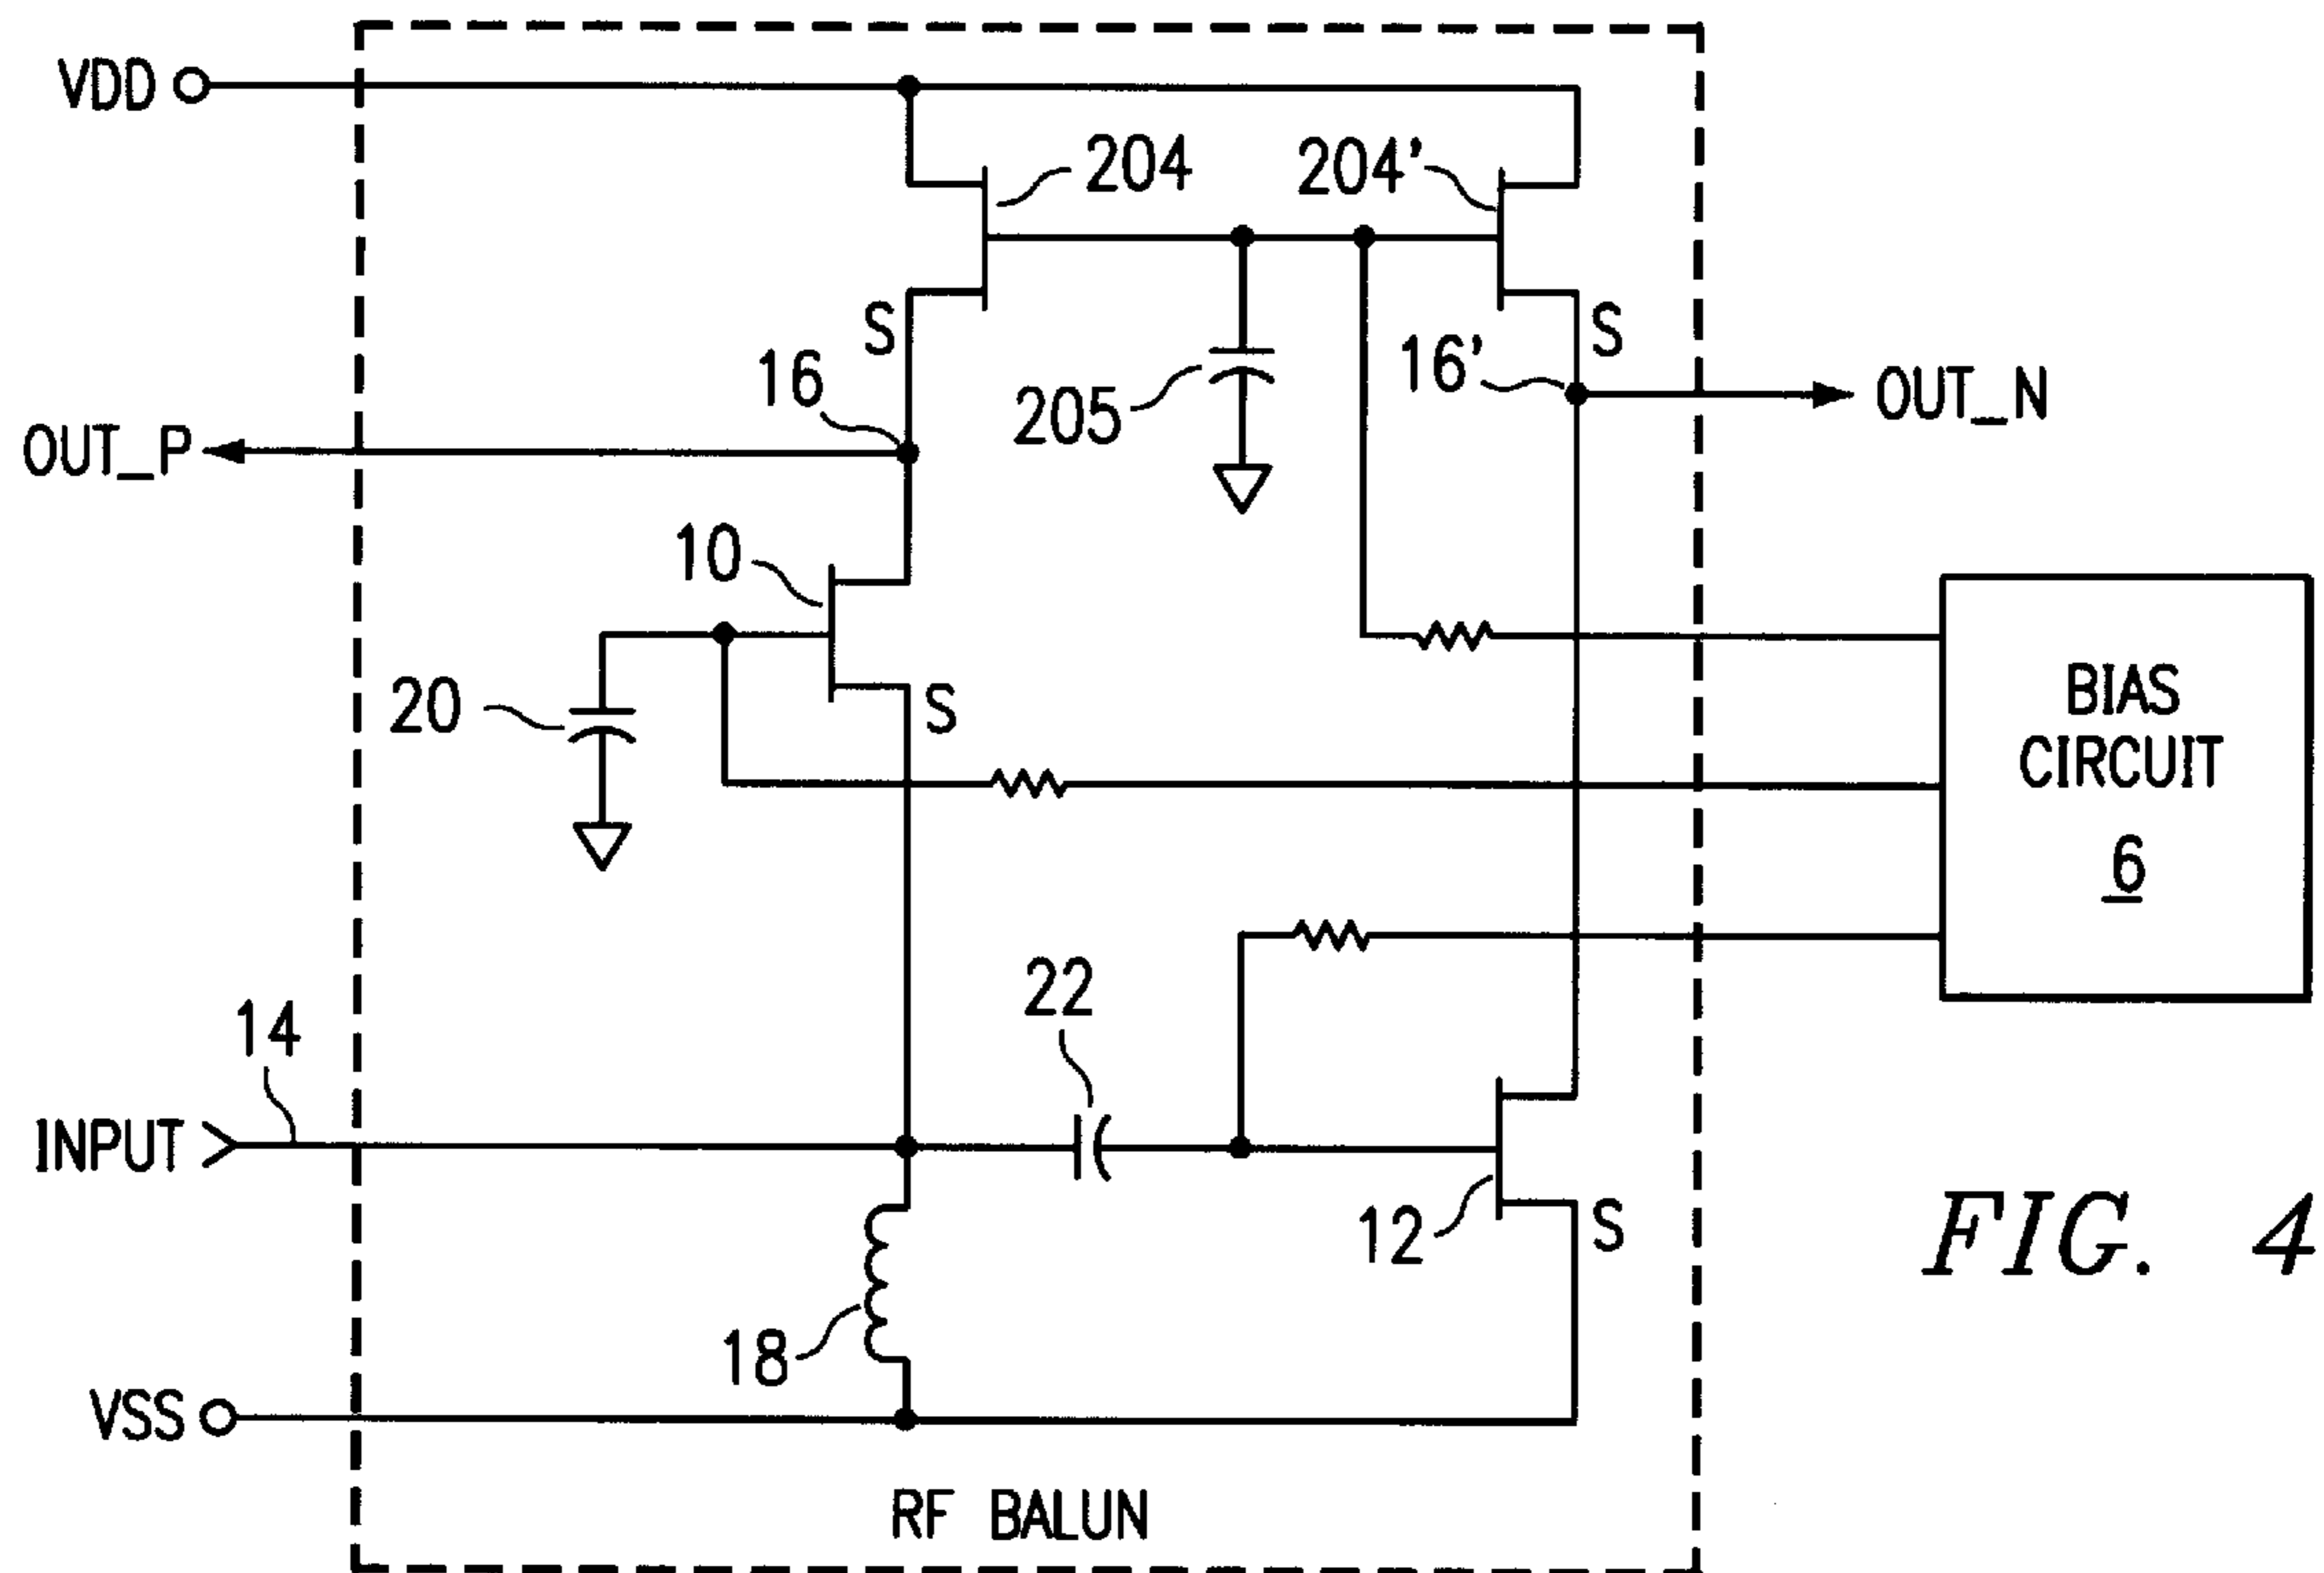 VDD
204
204'
S
S
16
16'
205
OUT_P
OUT_N
10
20
S
BIAS
CIRCUIT
6
22
14
INPUT
12
S
18
VSS
RF BALUN
FIG. 4